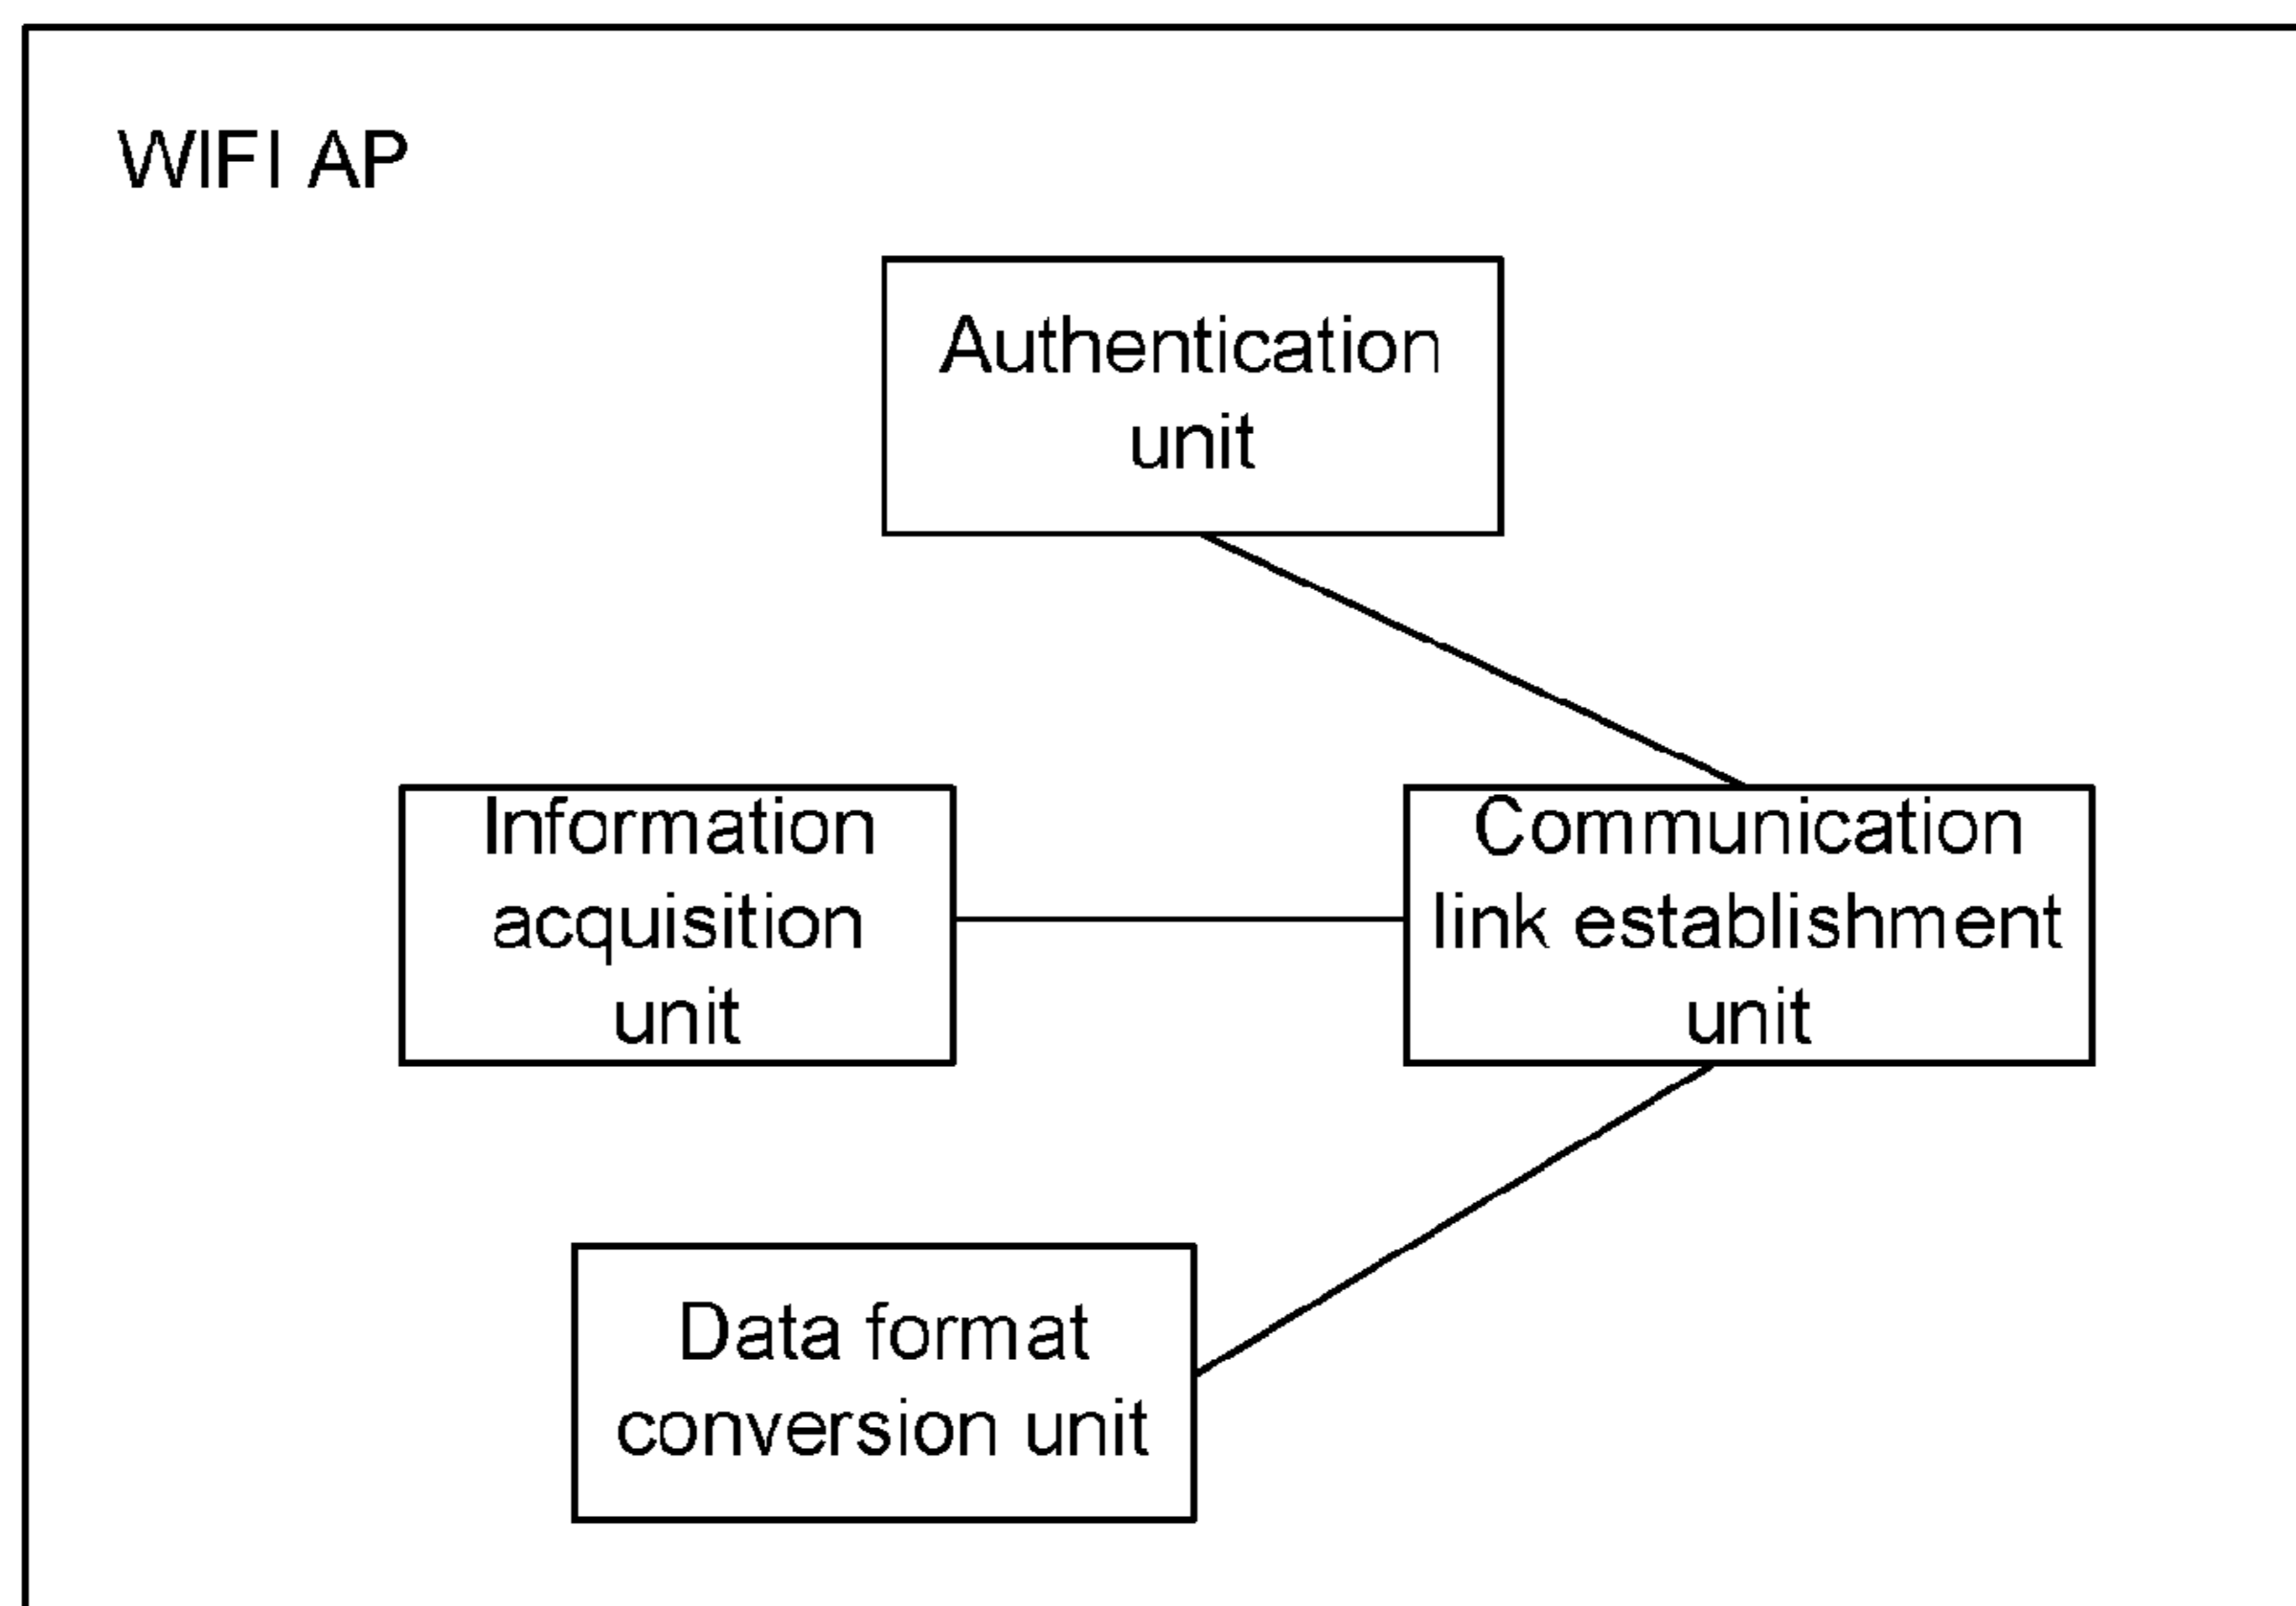 WIFI AP
Authentication
unit
Information
acquisition
unit
Communication
link establishment
unit
Data format
conversion unit